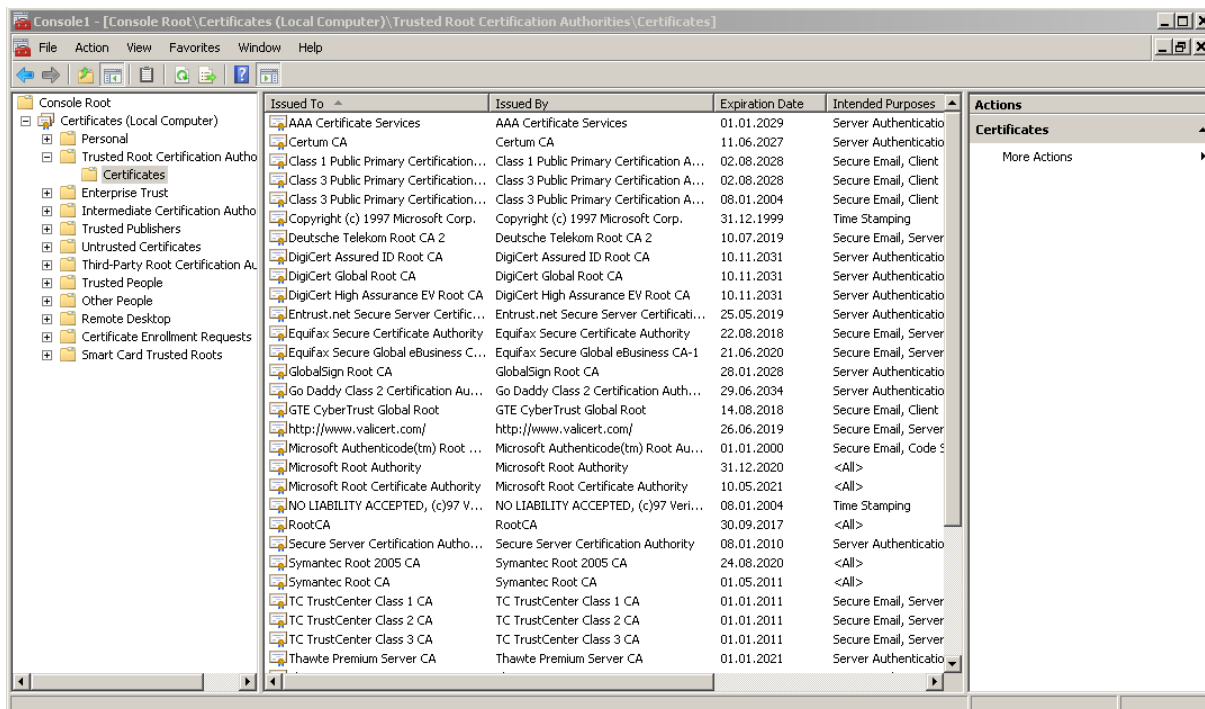 Console1 - [Console Root\Certificates (Local Computer)\Trusted Root Certification Authorities\Certificates]
File Action View Favorites Window Help
Console Root
Certificates (Local Computer)
Personal
Trusted Root Certification Autho
Certificates
Enterprise Trust
Intermediate Certification Autho
Trusted Publishers
Untrusted Certificates
Third-Party Root Certification Au
Trusted People
Other People
Remote Desktop
Certificate Enrollment Requests
Smart Card Trusted Roots
Issued To Issued By Expiration Date Intended Purposes
AAA Certificate Services AAA Certificate Services 01.01.2029 Server Authenticatio
Certum CA Certum CA 11.06.2027 Server Authenticatio
Class 1 Public Primary Certification... Class 1 Public Primary Certification A... 02.08.2028 Secure Email, Client
Class 3 Public Primary Certification... Class 3 Public Primary Certification A... 02.08.2028 Secure Email, Client
Class 3 Public Primary Certification... Class 3 Public Primary Certification A... 08.01.2004 Secure Email, Client
Copyright (c) 1997 Microsoft Corp. Copyright (c) 1997 Microsoft Corp. 31.12.1999 Time Stamping
Deutsche Telekom Root CA 2 Deutsche Telekom Root CA 2 10.07.2019 Secure Email, Server
DigiCert Assured ID Root CA DigiCert Assured ID Root CA 10.11.2031 Server Authenticatio
DigiCert Global Root CA DigiCert Global Root CA 10.11.2031 Server Authenticatio
DigiCert High Assurance EV Root CA DigiCert High Assurance EV Root CA 10.11.2031 Server Authenticatio
Entrust.net Secure Server Certific... Entrust.net Secure Server Certificati... 25.05.2019 Server Authenticatio
Equifax Secure Certificate Authority Equifax Secure Certificate Authority 22.08.2018 Secure Email, Server
Equifax Secure Global eBusiness C... Equifax Secure Global eBusiness CA-1 21.06.2020 Secure Email, Server
GlobalSign Root CA GlobalSign Root CA 28.01.2028 Server Authenticatio
Go Daddy Class 2 Certification Au... Go Daddy Class 2 Certification Auth... 29.06.2034 Server Authenticatio
GTE CyberTrust Global Root GTE CyberTrust Global Root 14.08.2018 Secure Email, Client
http://www.valicert.com/ http://www.valicert.com/ 26.06.2019 Secure Email, Server
Microsoft Authenticode(tm) Root ... Microsoft Authenticode(tm) Root Au... 01.01.2000 Secure Email, Code S
Microsoft Root Authority Microsoft Root Authority 31.12.2020 <All>
Microsoft Root Certificate Authority Microsoft Root Certificate Authority 10.05.2021 <All>
NO LIABILITY ACCEPTED, (c)97 V... NO LIABILITY ACCEPTED, (c)97 Veri... 08.01.2004 Time Stamping
RootCA RootCA 30.09.2017 <All>
Secure Server Certification Autho... Secure Server Certification Authority 08.01.2010 Server Authenticatio
Symantec Root 2005 CA Symantec Root 2005 CA 24.08.2020 <All>
Symantec Root CA Symantec Root CA 01.05.2011 <All>
TC TrustCenter Class 1 CA TC TrustCenter Class 1 CA 01.01.2011 Secure Email, Server
TC TrustCenter Class 2 CA TC TrustCenter Class 2 CA 01.01.2011 Secure Email, Server
TC TrustCenter Class 3 CA TC TrustCenter Class 3 CA 01.01.2011 Secure Email, Server
Thawte Premium Server CA Thawte Premium Server CA 01.01.2021 Server Authenticatio
Actions
Certificates
More Actions